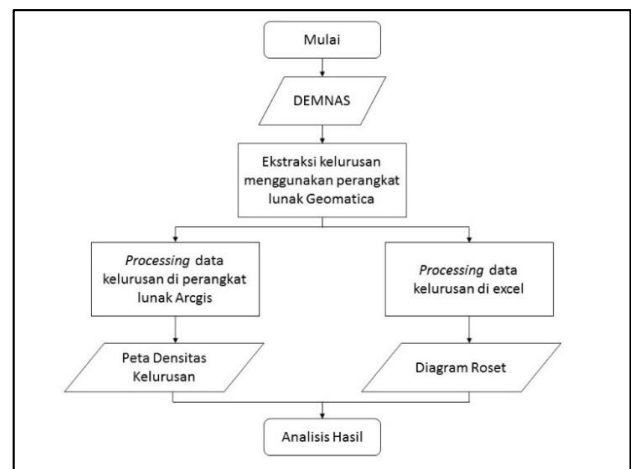 Mulai
DEMNAS
Ekstraksi kelurusan
menggunakan perangkat
lunak Geomatica
Processing data
kelurusan di perangkat
lunak Arcgis
Processing data
kelurusan di excel
Peta Densitas
Kelurusan
Diagram Roset
Analisis Hasil